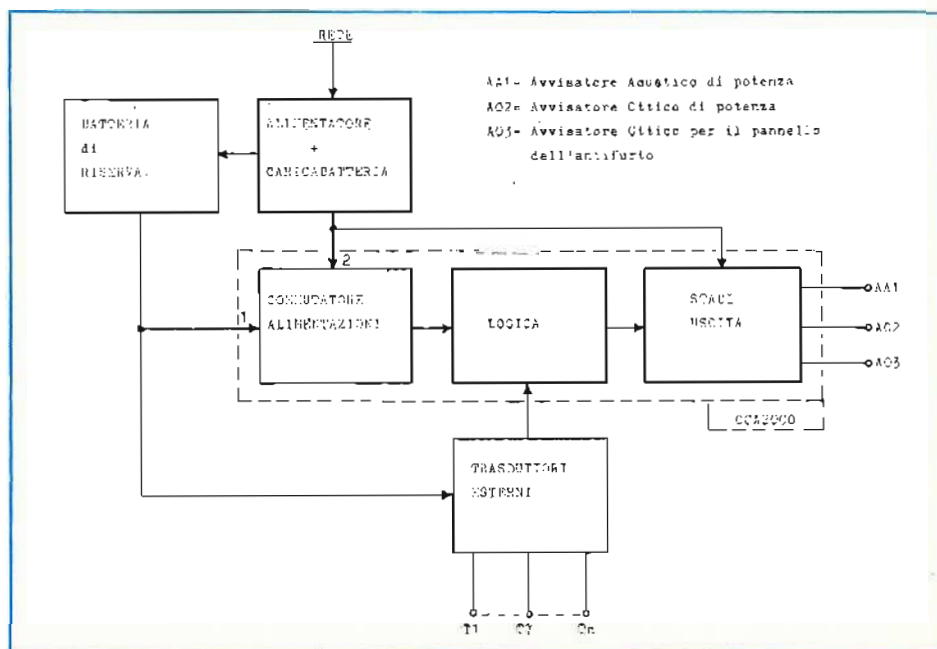 RETE
AA1- Avvisatore Acustico di potenza
AO2= Avvisatore Ottico di potenza
AO3- Avvisatore Ottico per il pannello
dell'antifurto
BATTERIA
di
RISERVA.
ALIMENTATORE
+
CARICABATTERIA
2
1
COMMUTATORE
ALIMENTAZIONI
LOGICA
STADI
USCITA
AA1
AO2
AO3
TRASDUTTORI
ESTERNI
T1